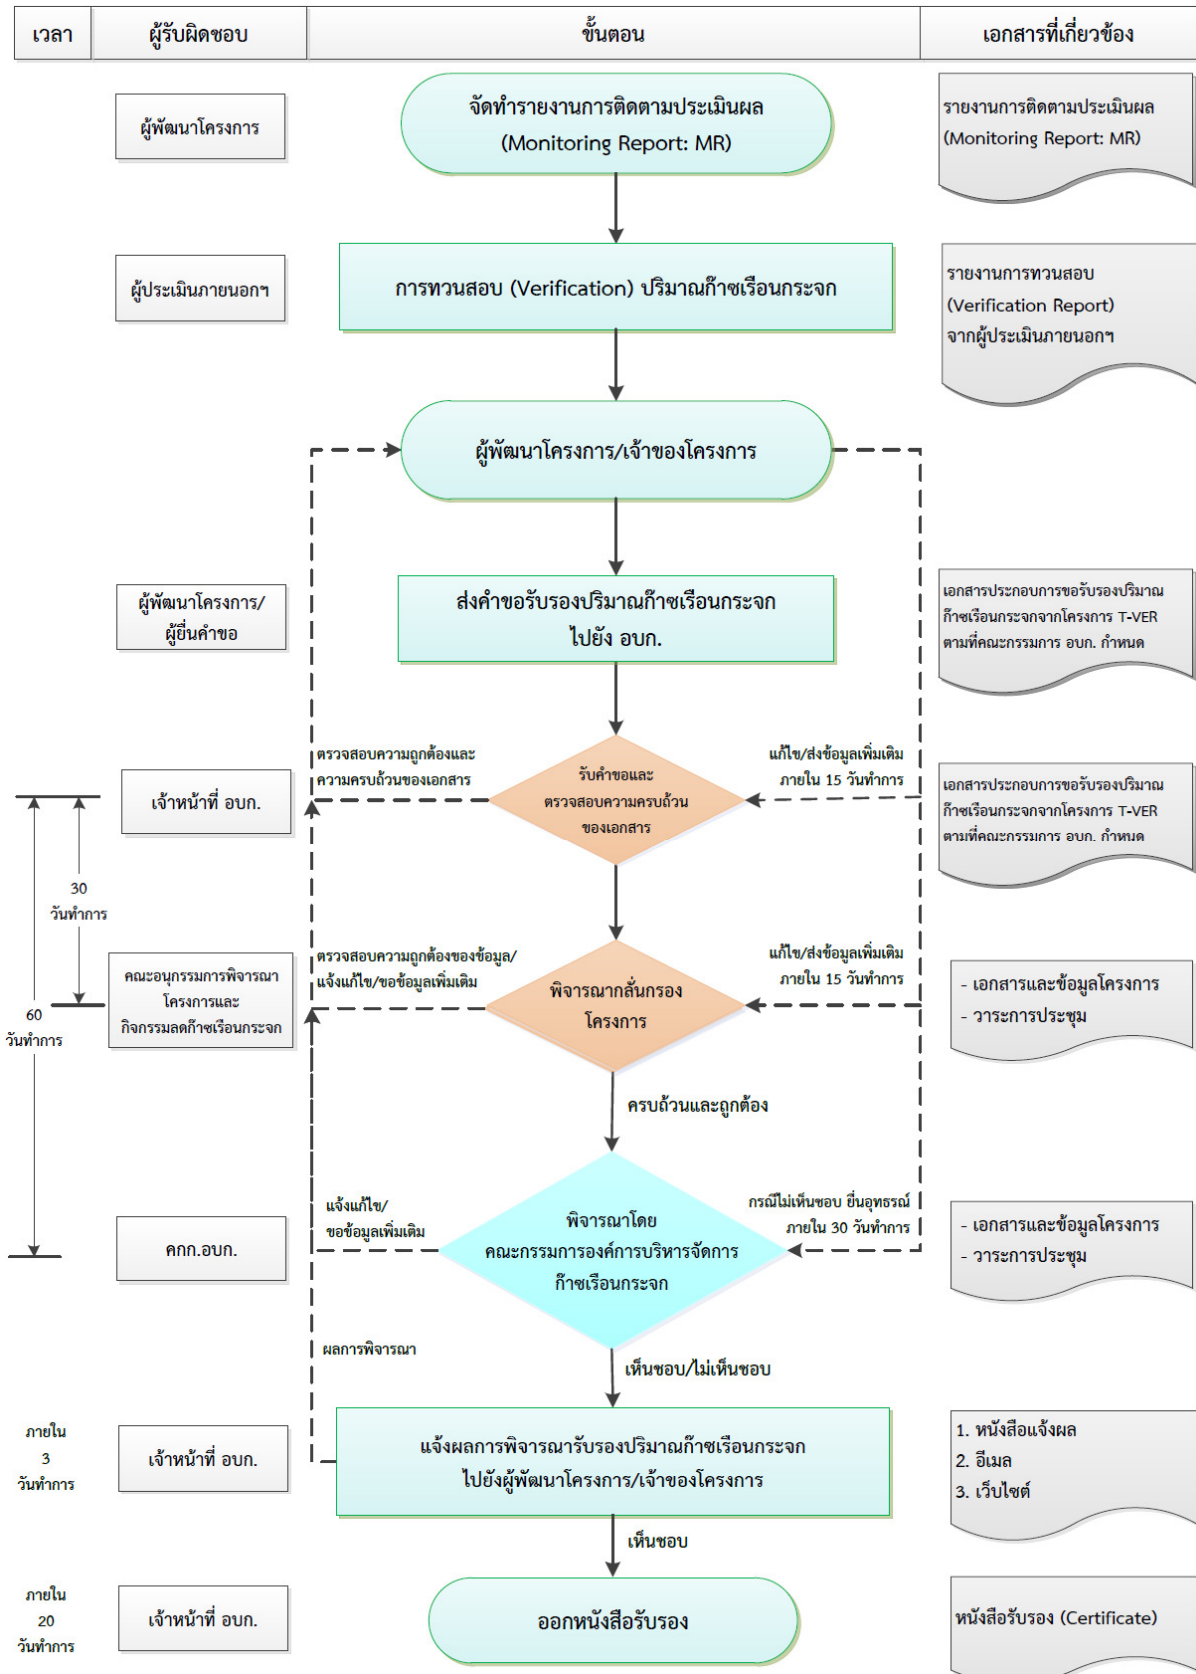 เวลา
ผู้รับผิดชอบ
ขั้นตอน
เอกสารที่เกี่ยวข้อง
ผู้พัฒนาโครงการ
จัดทำรายงานการติดตามประเมินผล
(Monitoring Report: MR)
รายงานการติดตามประเมินผล
(Monitoring Report: MR)
ผู้ประเมินภายนอกฯ
การทวนสอบ (Verification) ปริมาณก๊าซเรือนกระจก
รายงานการทวนสอบ
(Verification Report)
จากผู้ประเมินภายนอกฯ
ผู้พัฒนาโครงการ/เจ้าของโครงการ
ผู้พัฒนาโครงการ/
ผู้ยื่นคำขอ
ส่งคำขอรับรองปริมาณก๊าซเรือนกระจก
ไปยัง อบก.
เอกสารประกอบการขอรับรองปริมาณ
ก๊าซเรือนกระจกจากโครงการ T-VER
ตามที่คณะกรรมการ อบก. กำหนด
ตรวจสอบความถูกต้องและ
ความครบถ้วนของเอกสาร
แก้ไข/ส่งข้อมูลเพิ่มเติม
ภายใน 15 วันทำการ
เจ้าหน้าที่ อบก.
รับคำขอและ
ตรวจสอบความครบถ้วน
ของเอกสาร
เอกสารประกอบการขอรับรองปริมาณ
ก๊าซเรือนกระจกจากโครงการ T-VER
ตามที่คณะกรรมการ อบก. กำหนด
30
วันทำการ
60
วันทำการ
คณะอนุกรรมการพิจารณา
โครงการและ
กิจกรรมลดก๊าซเรือนกระจก
ตรวจสอบความถูกต้องของข้อมูล/
แจ้งแก้ไข/ขอข้อมูลเพิ่มเติม
พิจารณากลั่นกรอง
โครงการ
แก้ไข/ส่งข้อมูลเพิ่มเติม
ภายใน 15 วันทำการ
- เอกสารและข้อมูลโครงการ
- วาระการประชุม
ครบถ้วนและถูกต้อง
คกก.อบก.
แจ้งแก้ไข/
ขอข้อมูลเพิ่มเติม
พิจารณาโดย
คณะกรรมการองค์การบริหารจัดการ
ก๊าซเรือนกระจก
กรณีไม่เห็นชอบ ยื่นอุทธรณ์
ภายใน 30 วันทำการ
- เอกสารและข้อมูลโครงการ
- วาระการประชุม
ผลการพิจารณา
เห็นชอบ/ไม่เห็นชอบ
ภายใน
3
วันทำการ
เจ้าหน้าที่ อบก.
แจ้งผลการพิจารณารับรองปริมาณก๊าซเรือนกระจก
ไปยังผู้พัฒนาโครงการ/เจ้าของโครงการ
1. หนังสือแจ้งผล
2. อีเมล
3. เว็บไซต์
เห็นชอบ
ภายใน
20
วันทำการ
เจ้าหน้าที่ อบก.
ออกหนังสือรับรอง
หนังสือรับรอง (Certificate)